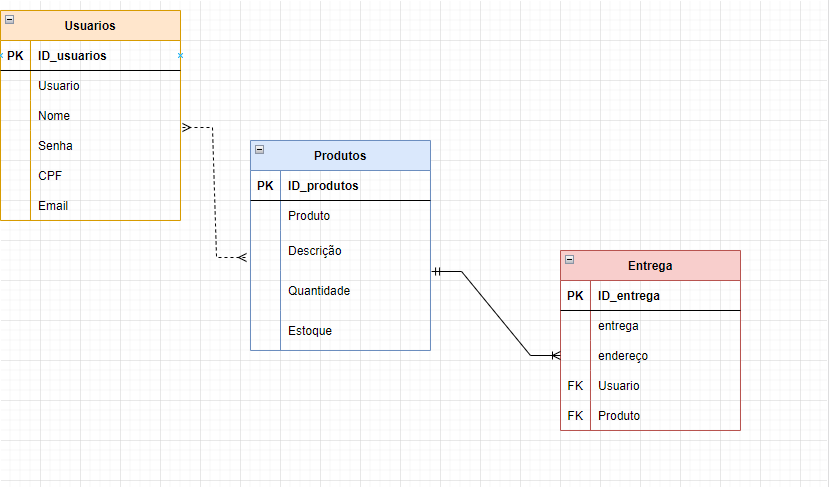 Usuarios
PK ID_usuarios
Usuario
Nome
Senha
CPF
Email
Produtos
PK ID_produtos
Produto
Descrição
Quantidade
Estoque
Entrega
PK ID_entrega
entrega
endereço
FK Usuario
FK Produto